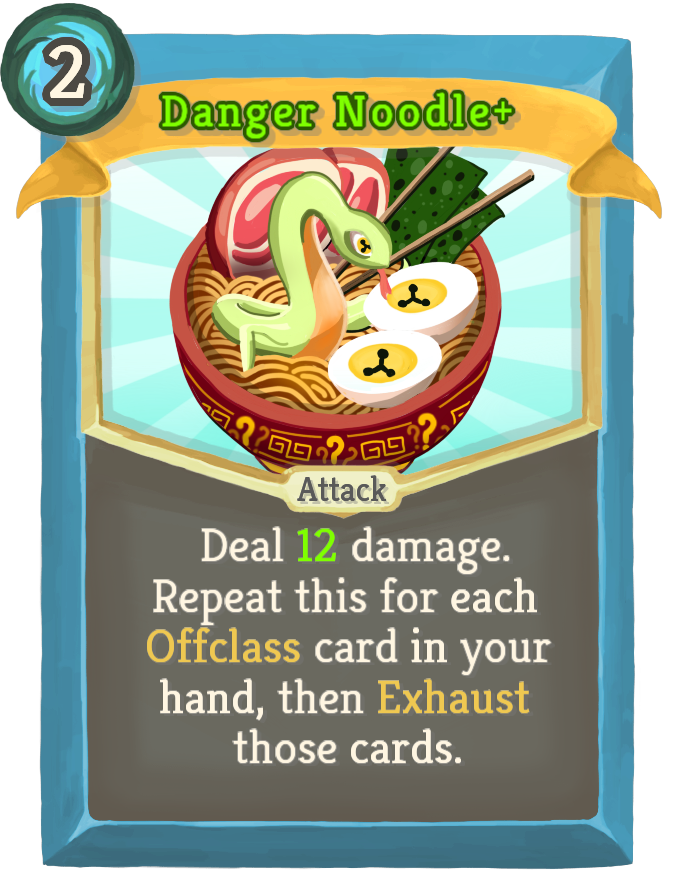 2
Danger Noodle+
Attack
Deal 12 damage.
Repeat this for each
Offclass card in your
hand, then Exhaust
those cards.